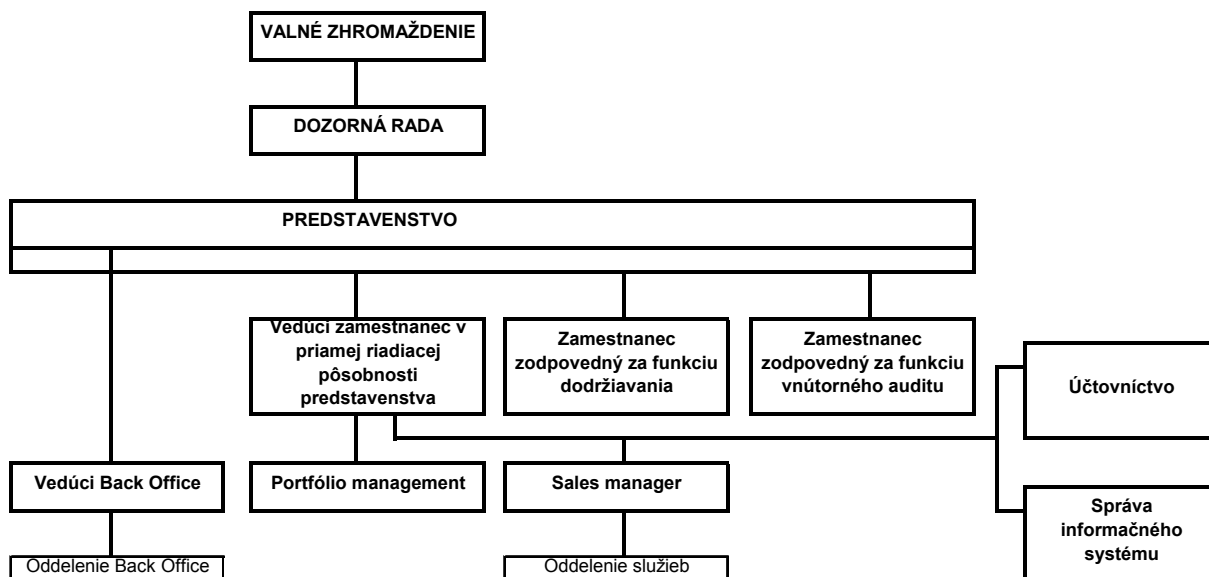 VALNÉ ZHROMAŽDENIE
DOZORNÁ RADA
PREDSTAVENSTVO
Vedúci zamestnanec v
priamej riadiacej
pôsobnosti
predstavenstva
Zamestnanec
zodpovedný za funkciu
dodržiavania
Zamestnanec
zodpovedný za funkciu
vnútorného auditu
Účtovníctvo
Vedúci Back Office
Portfólio management
Sales manager
Správa
informačného
systému
Oddelenie Back Office
Oddelenie služieb